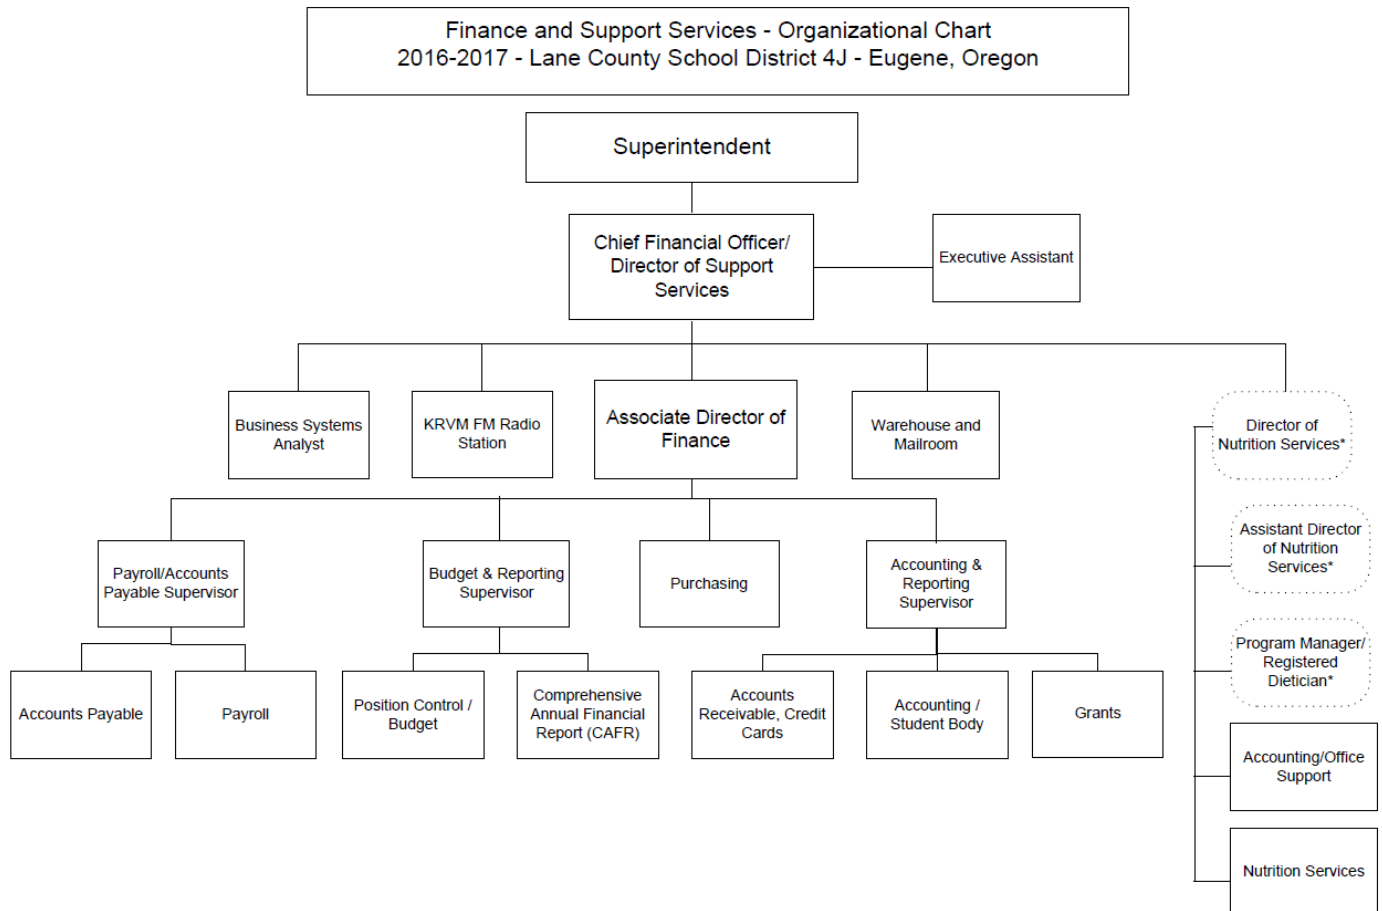 Finance and Support Services - Organizational Chart
2016-2017 - Lane County School District 4J - Eugene, Oregon
Superintendent
Chief Financial Officer/
Director of Support
Services
Executive Assistant
Business Systems
Analyst
KRVM FM Radio
Station
Associate Director of
Finance
Warehouse and
Mailroom
Director of
Nutrition Services*
Assistant Director
of Nutrition
Services*
Program Manager/
Registered
Dietician*
Accounting/Office
Support
Nutrition Services
Payroll/Accounts
Payable Supervisor
Budget & Reporting
Supervisor
Purchasing
Accounting &
Reporting
Supervisor
Accounts Payable
Payroll
Position Control /
Budget
Comprehensive
Annual Financial
Report (CAFR)
Accounts
Receivable, Credit
Cards
Accounting /
Student Body
Grants